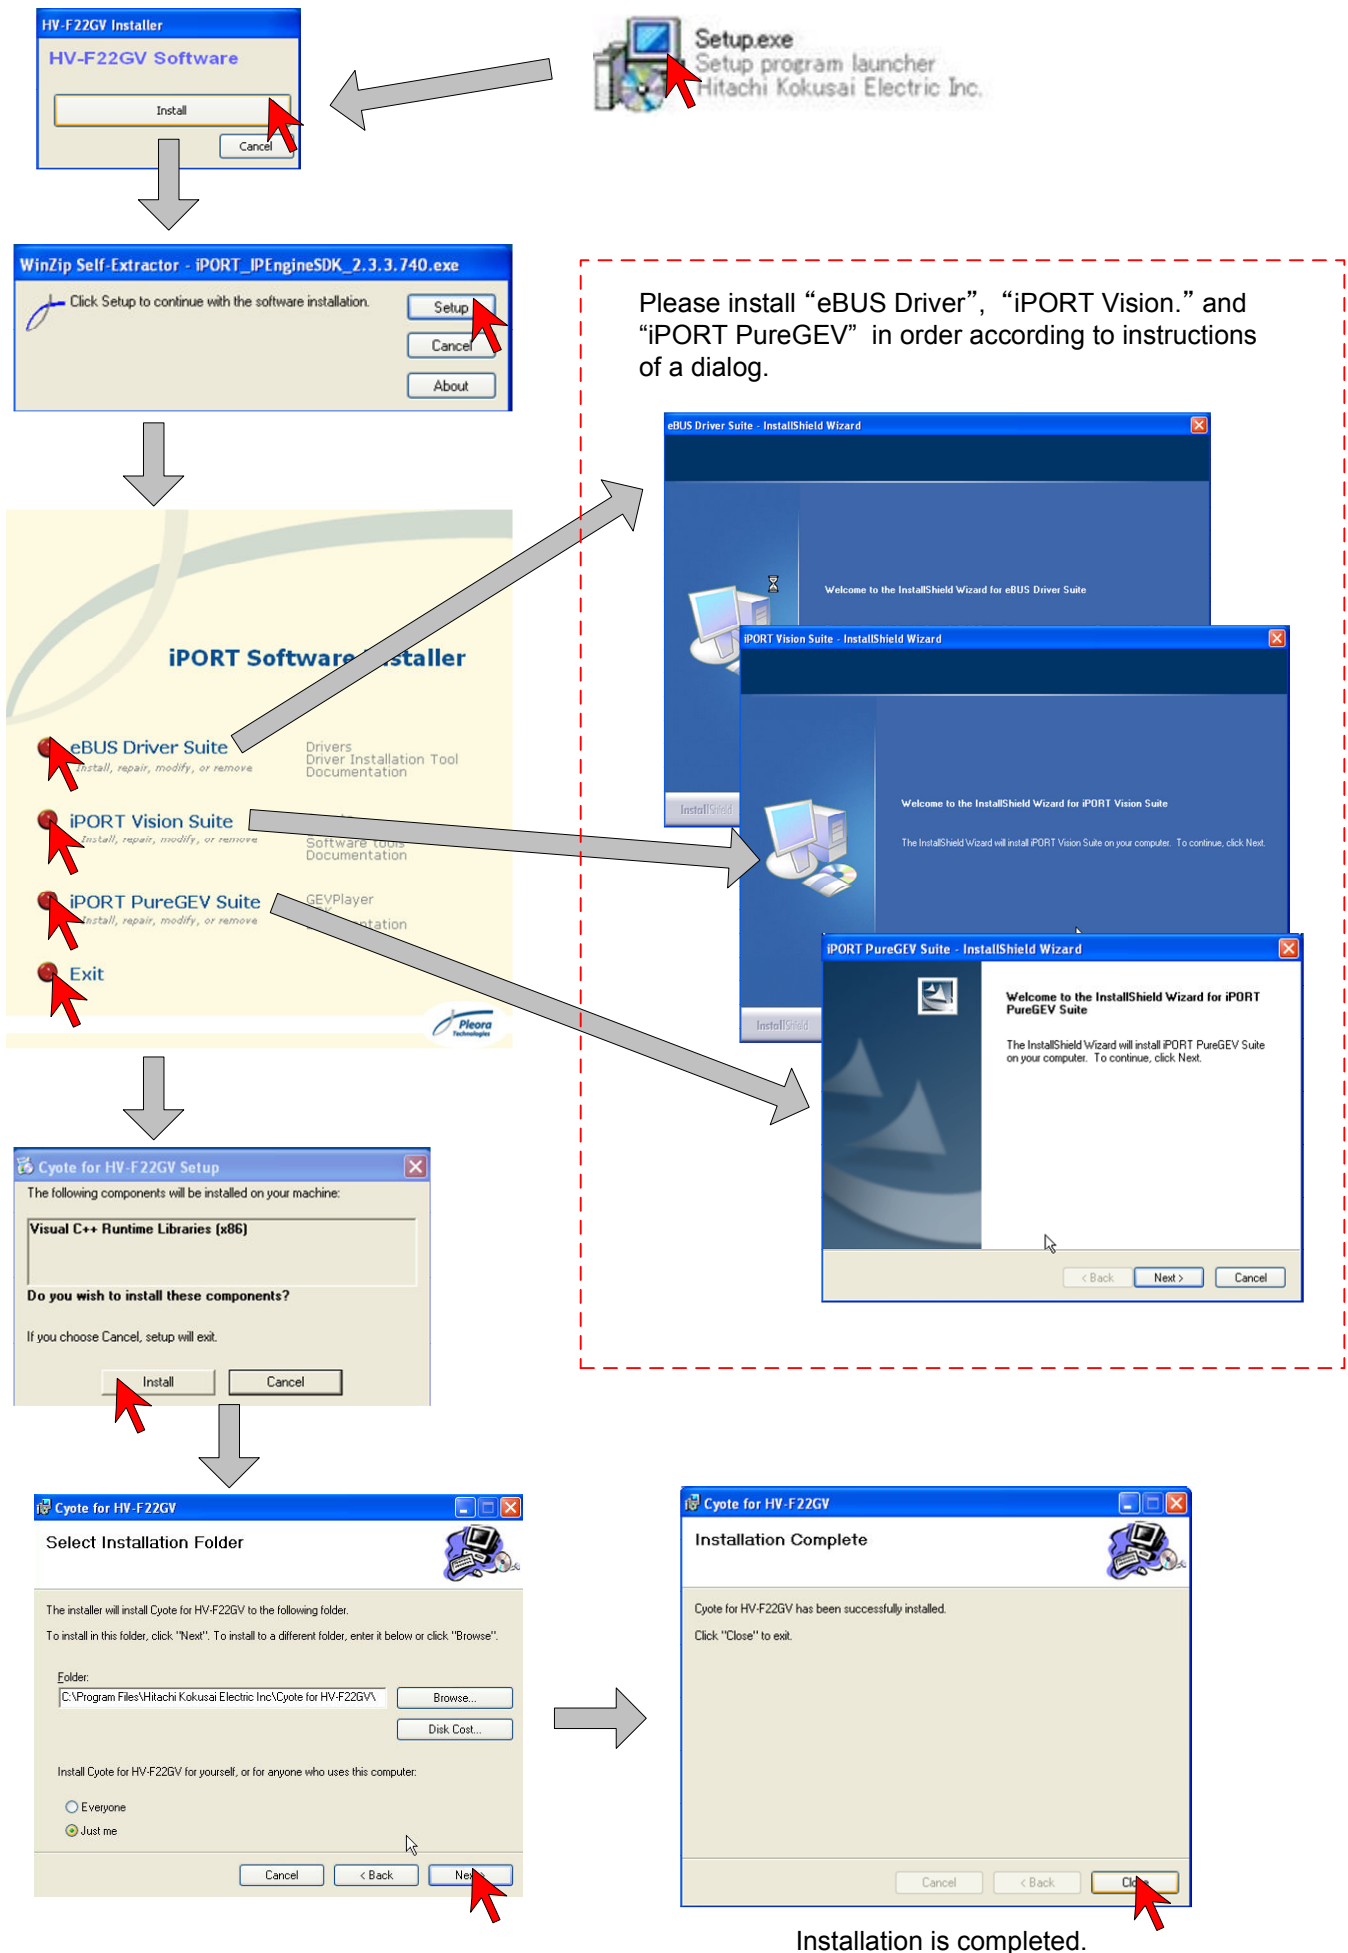 HV-F22GV Installer
HV-F22GV Software
Install
Cancel
Setup.exe
Setup program launcher
Hitachi Kokusai Electric Inc.
WinZip Self-Extractor - iPORT_IPEngineSDK_2.3.3.740.exe
Click Setup to continue with the software installation.
Setup
Cancel
About
Please install “eBUS Driver”, “iPORT Vision.” and
“iPORT PureGEV” in order according to instructions
of a dialog.
eBUS Driver Suite - InstallShield Wizard
Welcome to the InstallShield Wizard for eBUS Driver Suite
InstallShield
iPORT Vision Suite - InstallShield Wizard
Welcome to the InstallShield Wizard for iPORT Vision Suite
The InstallShield Wizard will install iPORT Vision Suite on your computer. To continue, click Next.
InstallShield
iPORT PureGEV Suite - InstallShield Wizard
Welcome to the InstallShield Wizard for iPORT
PureGEV Suite
The InstallShield Wizard will install iPORT PureGEV Suite
on your computer. To continue, click Next.
< Back
Next >
Cancel
iPORT Software Installer
eBUS Driver Suite
Install, repair, modify, or remove
Drivers
Driver Installation Tool
Documentation
iPORT Vision Suite
Install, repair, modify, or remove
Software tools
Documentation
iPORT PureGEV Suite
Install, repair, modify, or remove
GEVPlayer
Exit
Pleora
Technologies
Cyote for HV-F22GV Setup
The following components will be installed on your machine:
Visual C++ Runtime Libraries (x86)
Do you wish to install these components?
If you choose Cancel, setup will exit.
Install
Cancel
Cyote for HV-F22GV
Select Installation Folder
The installer will install Cyote for HV-F22GV to the following folder.
To install in this folder, click "Next". To install to a different folder, enter it below or click "Browse".
Folder:
C:\Program Files\Hitachi Kokusai Electric Inc\Cyote for HV-F22GV\
Browse...
Disk Cost...
Install Cyote for HV-F22GV for yourself, or for anyone who uses this computer:
Everyone
Just me
Cancel
< Back
Next >
Cyote for HV-F22GV
Installation Complete
Cyote for HV-F22GV has been successfully installed.
Click "Close" to exit.
Cancel
< Back
Close
Installation is completed.